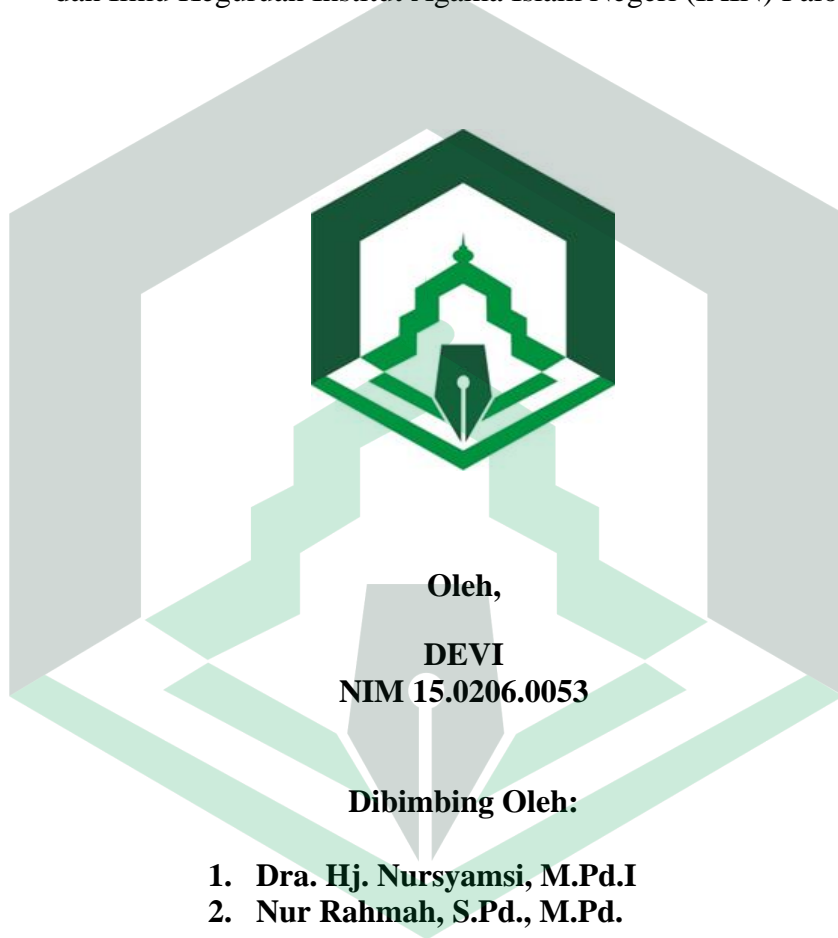 Oleh,
DEVI
NIM 15.0206.0053
Dibimbing Oleh:
1. Dra. Hj. Nursyamsi, M.Pd.I
2. Nur Rahmah, S.Pd., M.Pd.